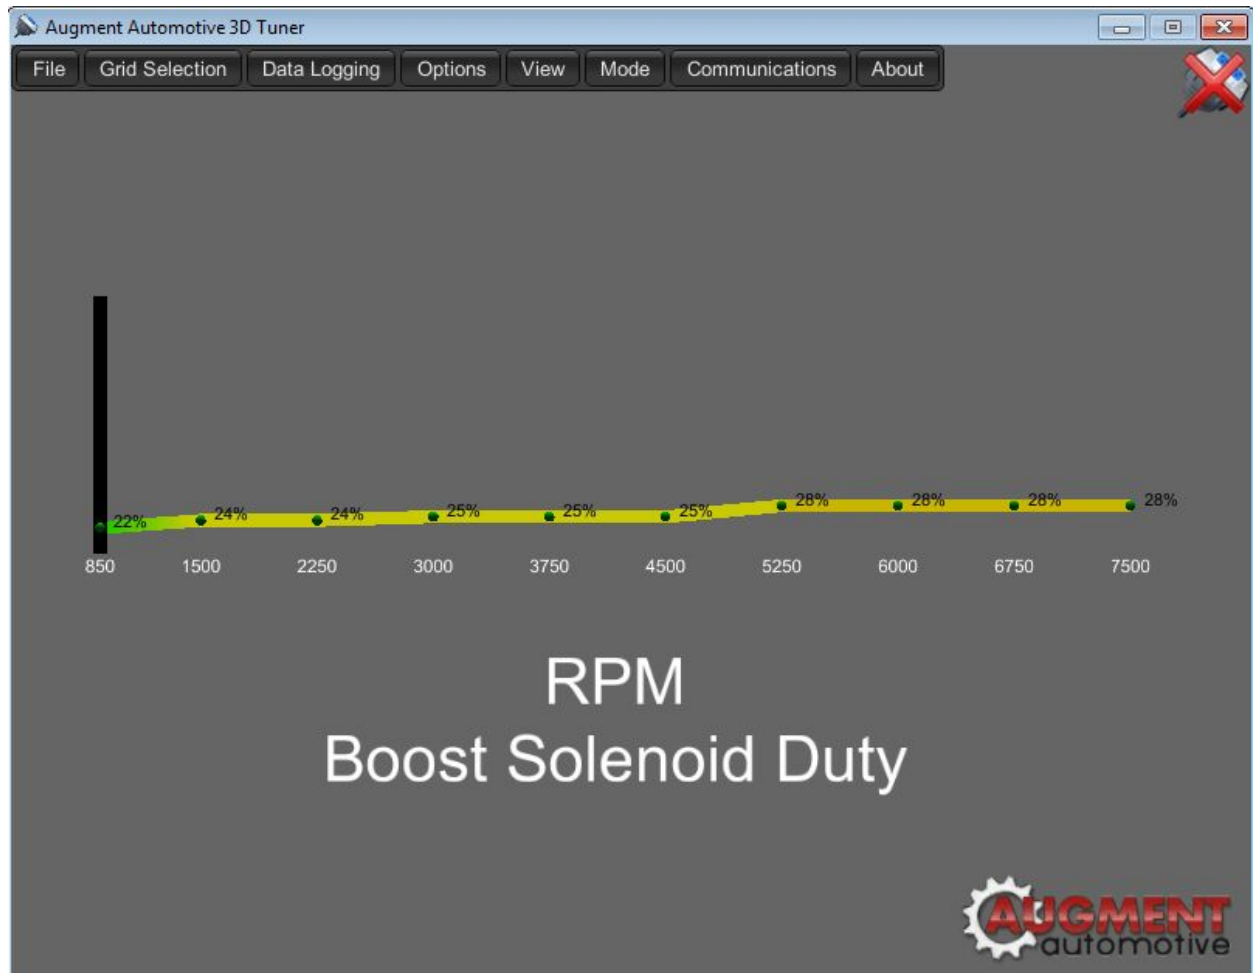 Augment Automotive 3D Tuner
File Grid Selection Data Logging Options View Mode Communications About
22% 24% 24% 25% 25% 25% 28% 28% 28% 28%
850 1500 2250 3000 3750 4500 5250 6000 6750 7500
RPM
Boost Solenoid Duty
AUGMENT
automotive